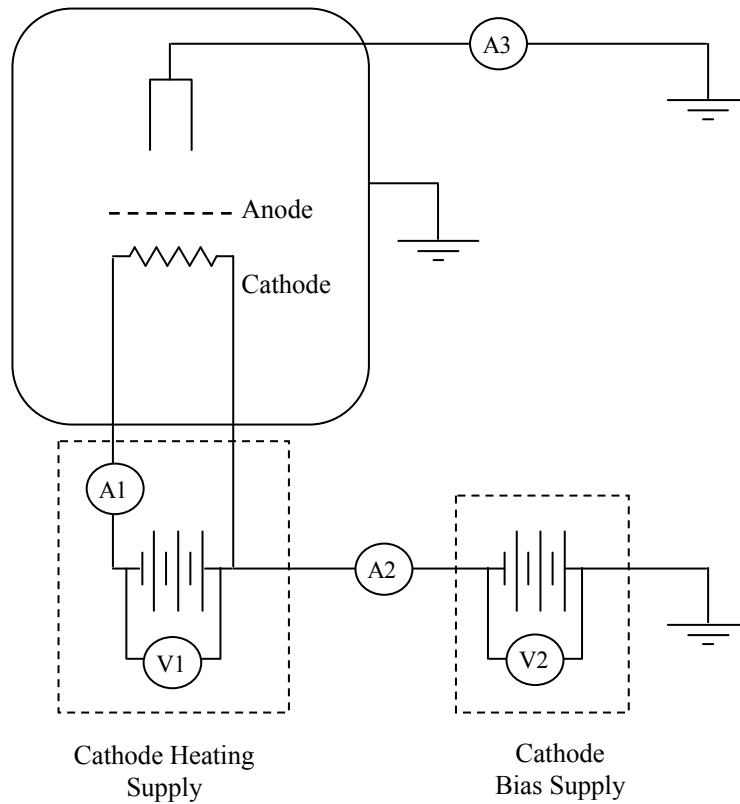 A3
Anode
Cathode
A1
A2
V1
V2
Cathode Heating
Supply
Cathode
Bias Supply